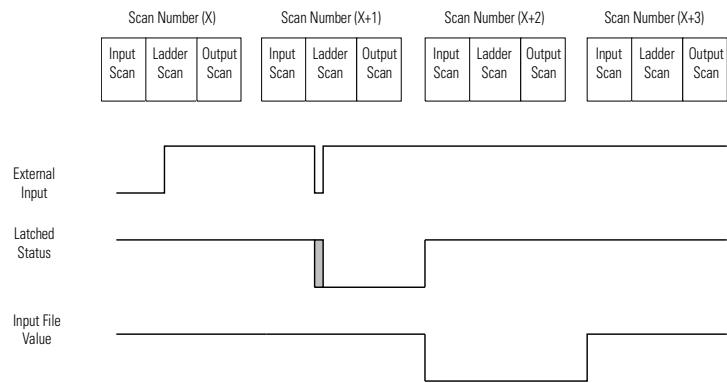 Scan Number (X) Scan Number (X+1) Scan Number (X+2) Scan Number (X+3)
Input Ladder Output Input Ladder Output Input Ladder Output Input Ladder Output
Scan Scan Scan Scan Scan Scan Scan Scan Scan Scan Scan Scan
External
Input
Latched
Status
Input File
Value